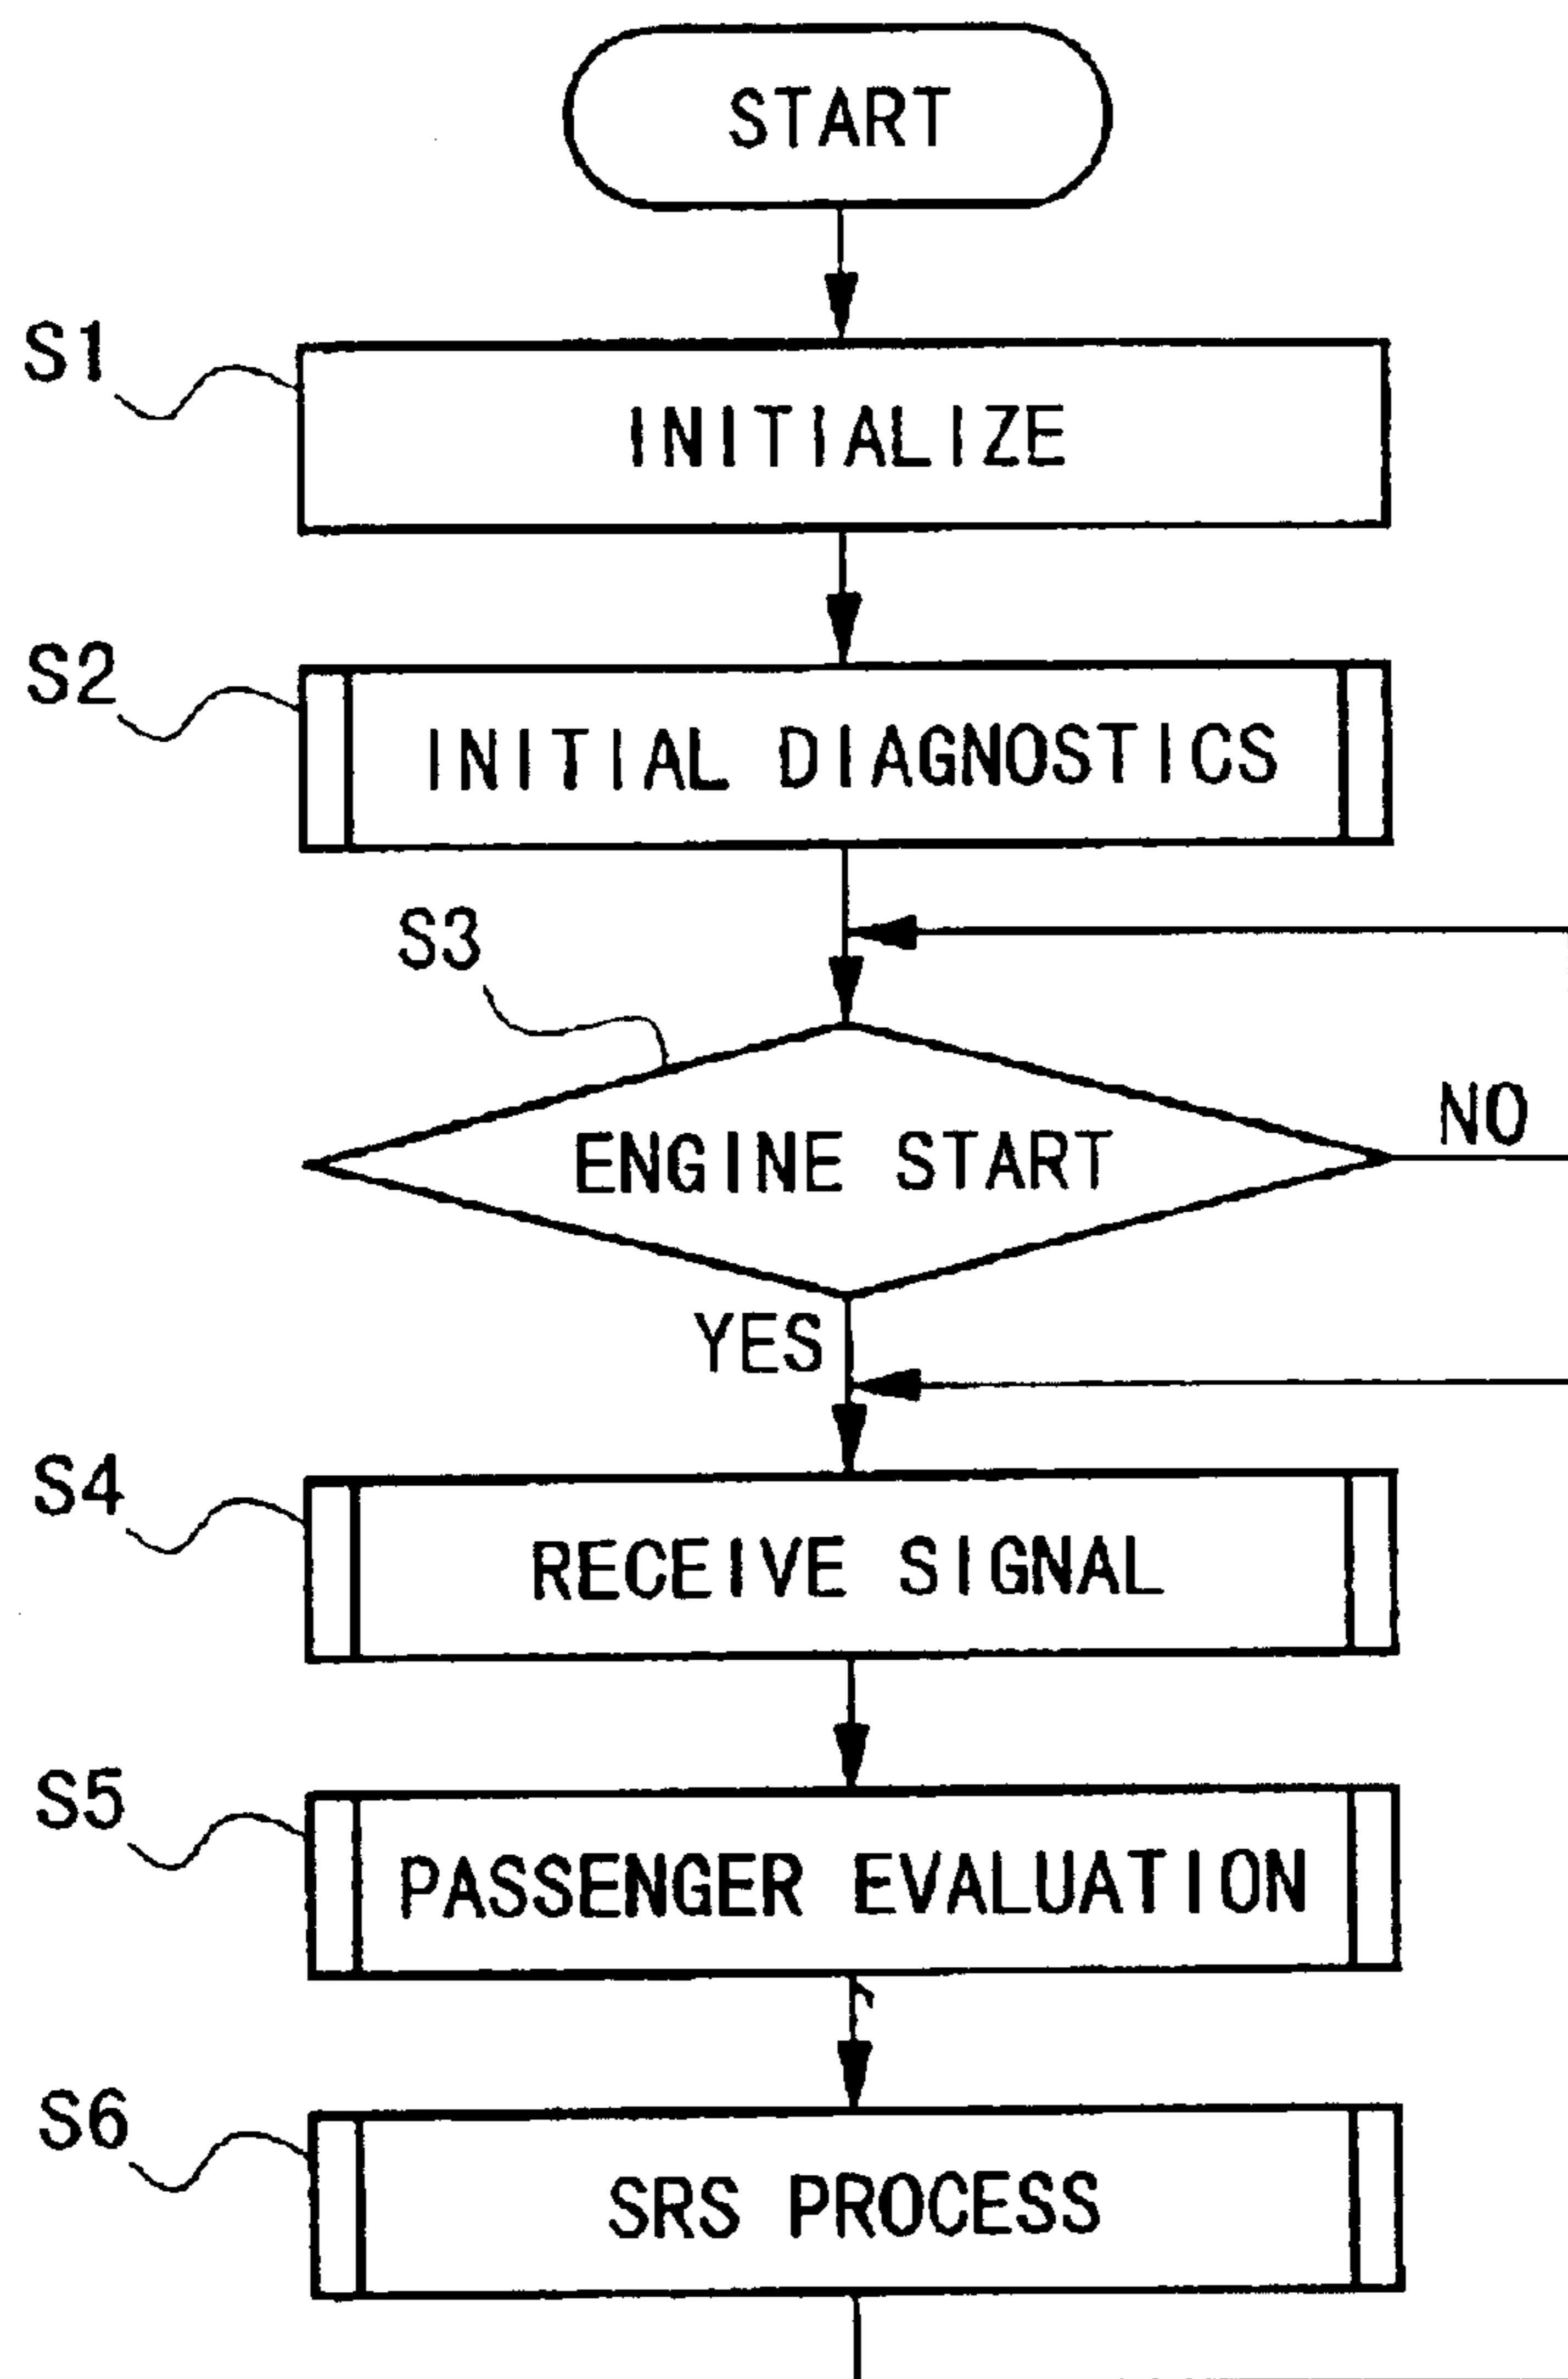 START
S1
INITIALIZE
S2
INITIAL DIAGNOSTICS
S3
ENGINE START
NO
YES
S4
RECEIVE SIGNAL
S5
PASSENGER EVALUATION
S6
SRS PROCESS